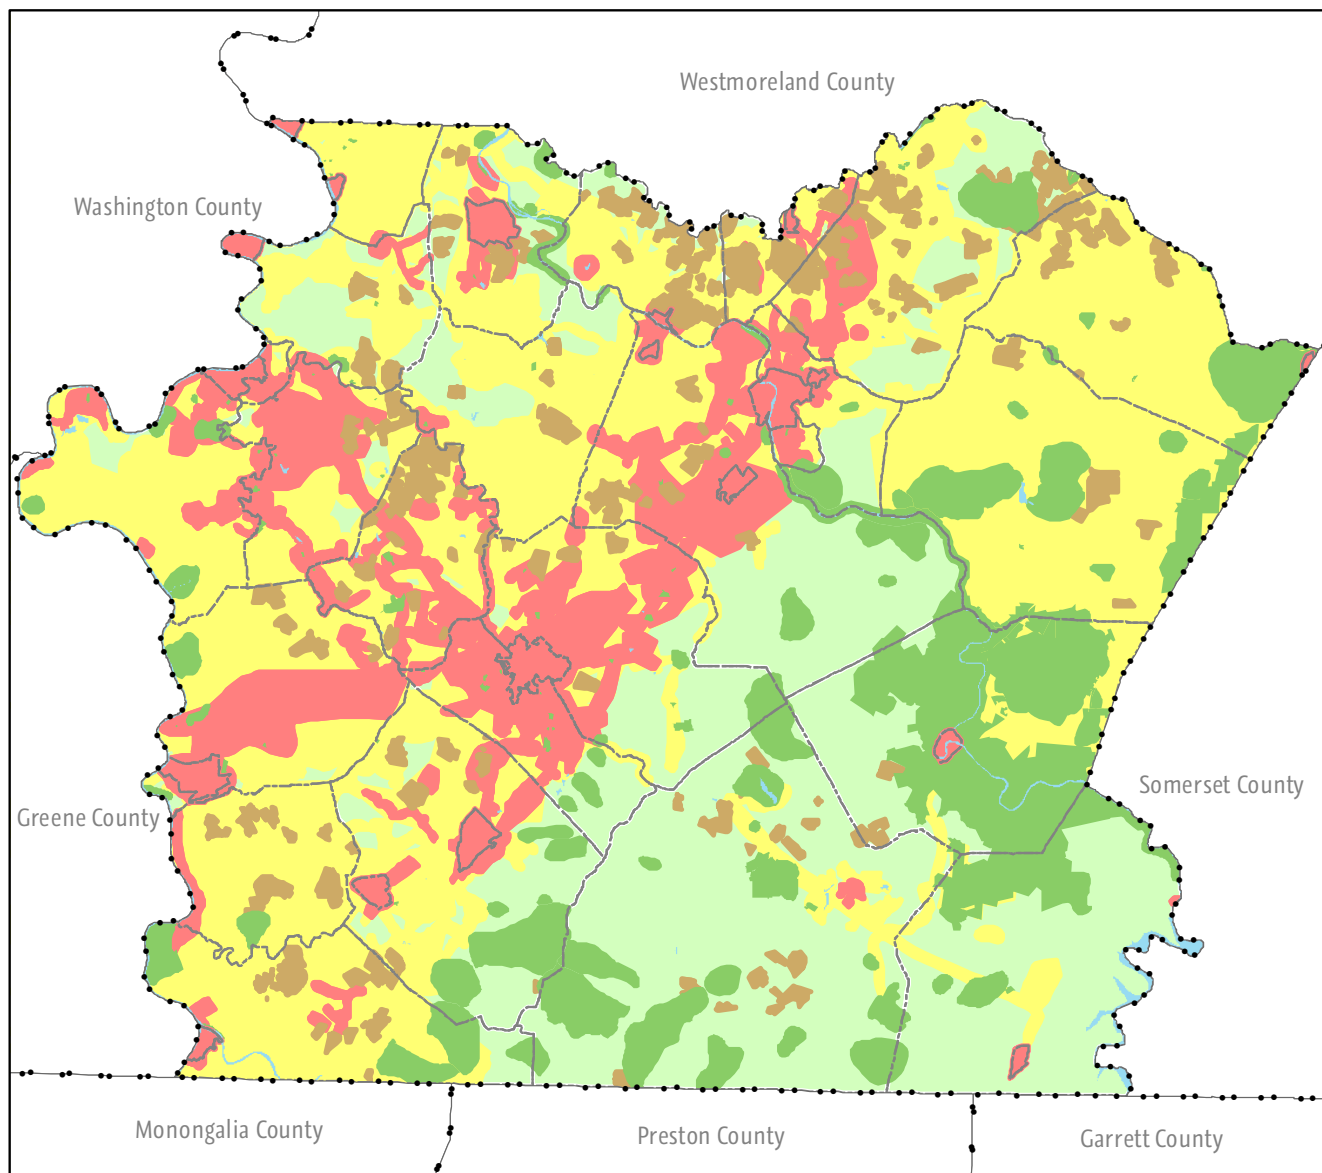 Westmoreland County
Washington County
Somerset County
Greene County
Monongalia County
Preston County
Garrett County